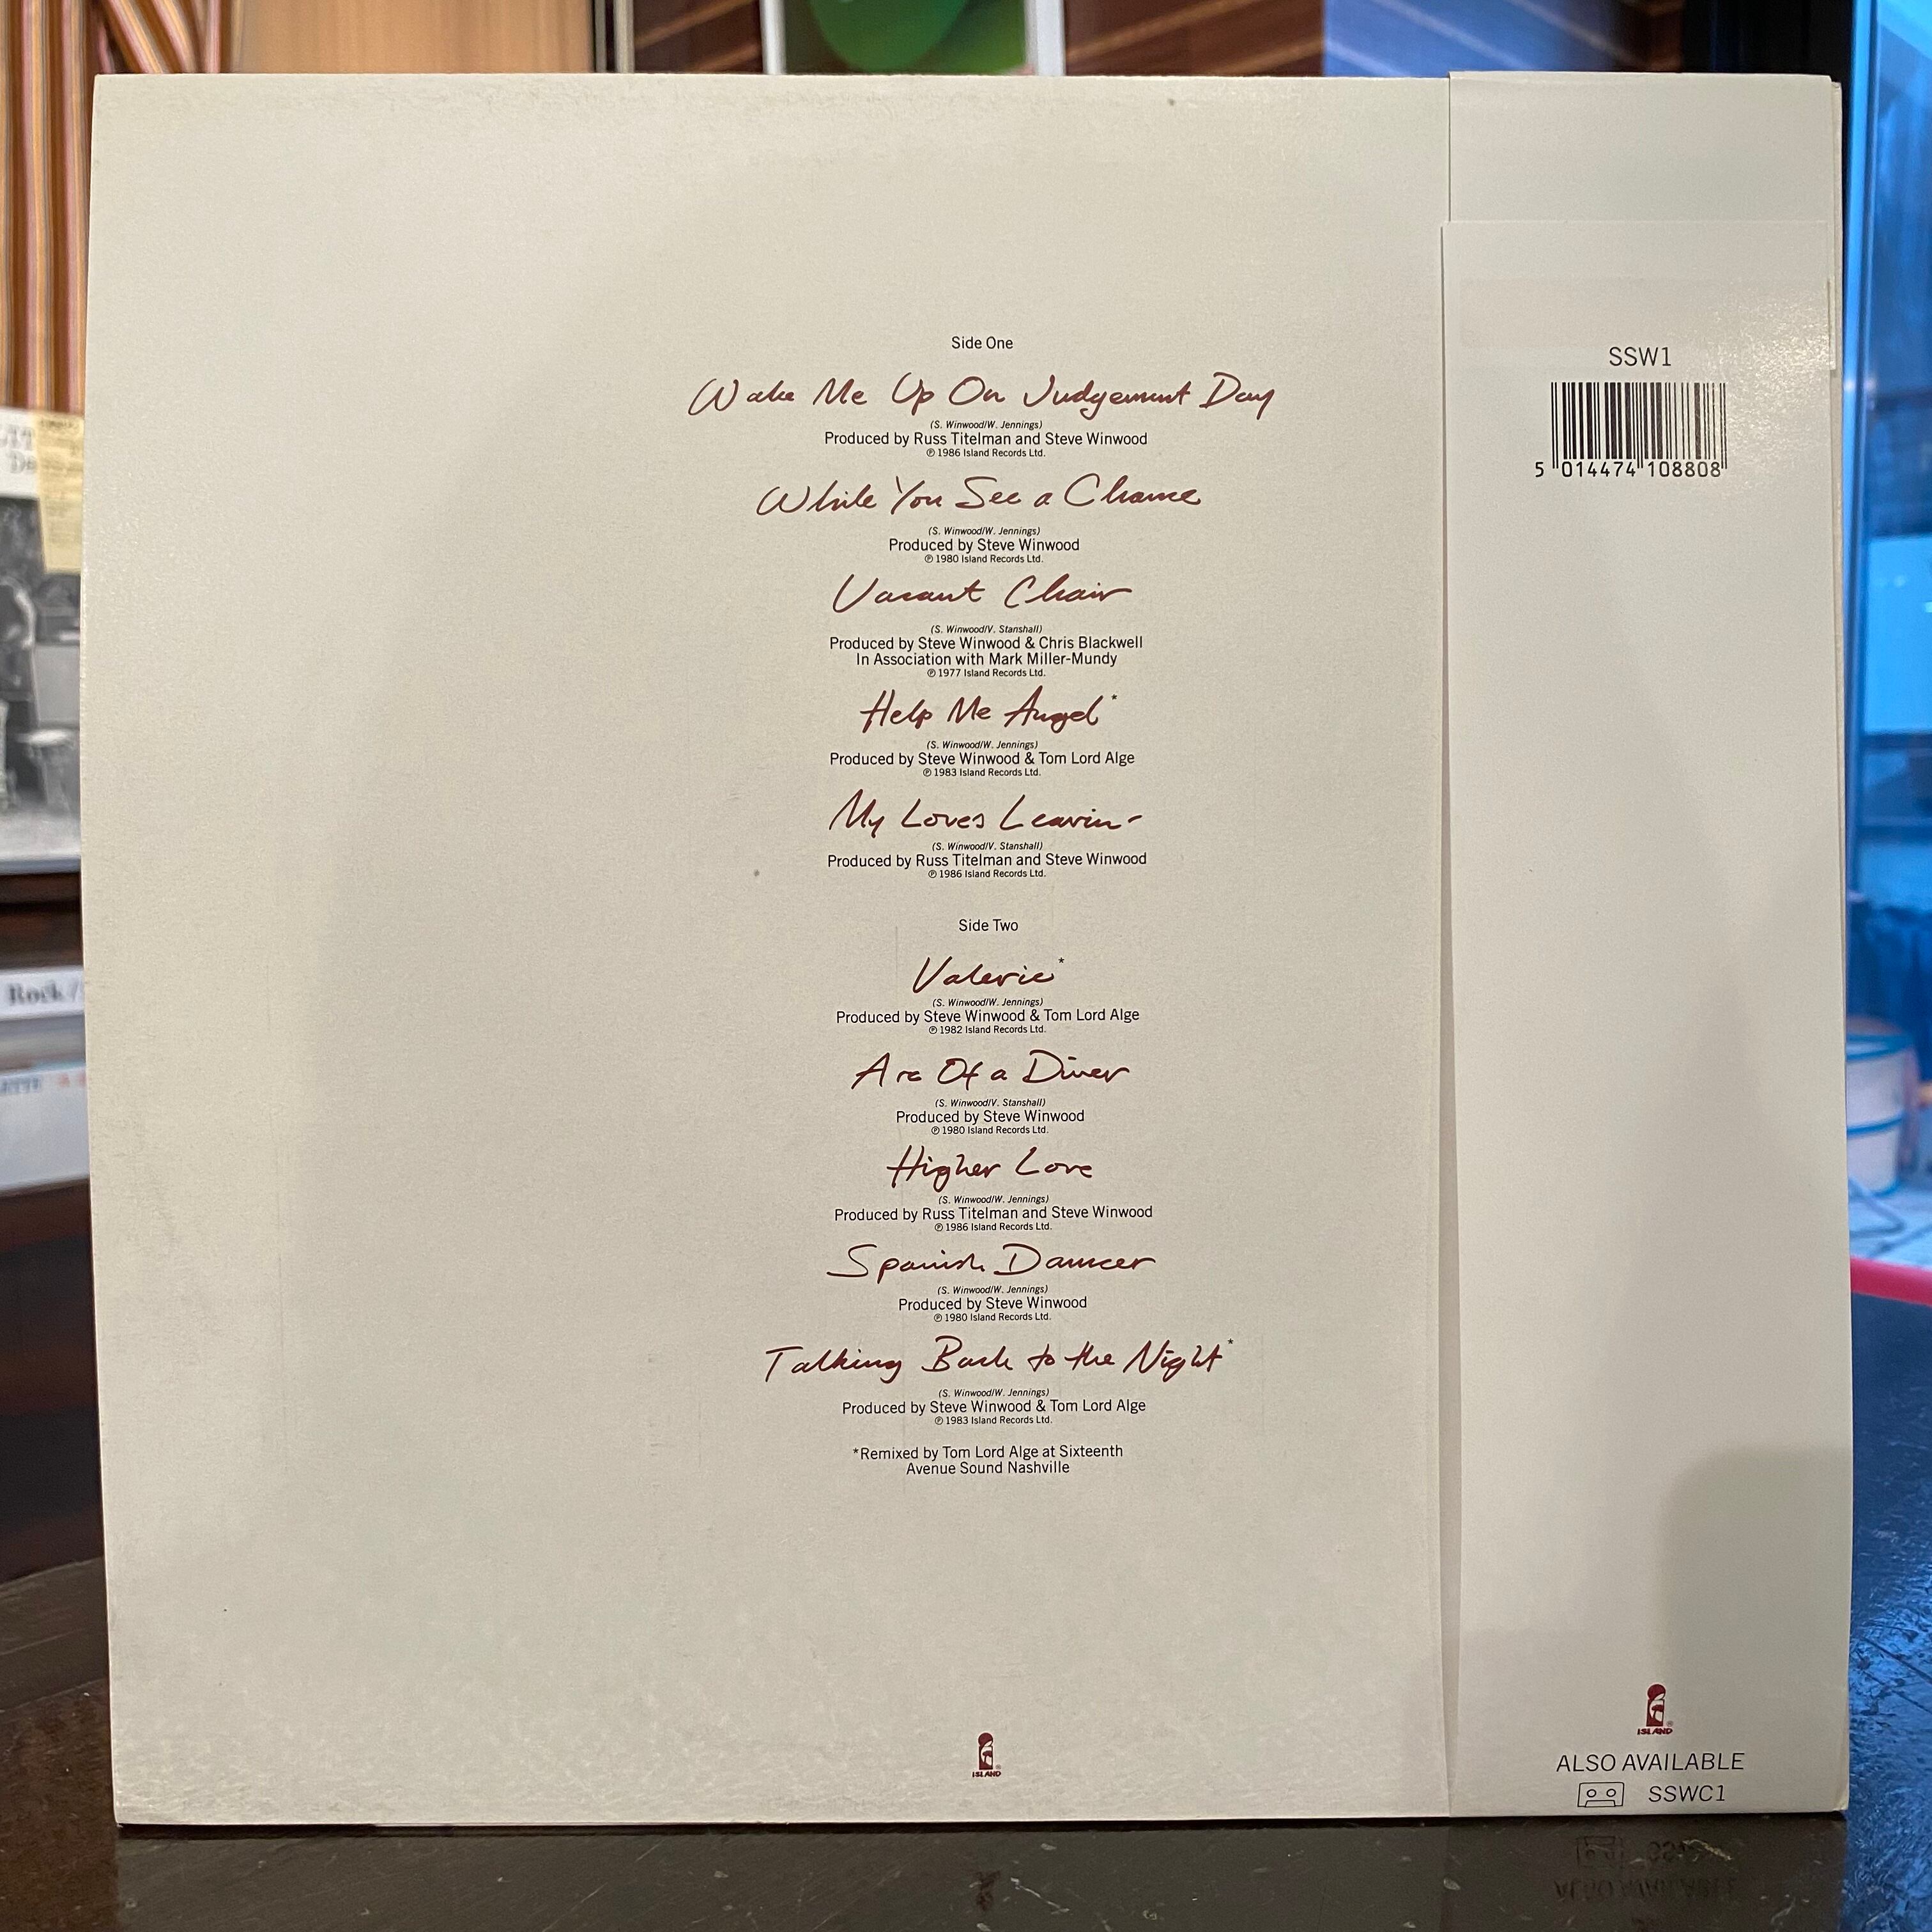 Side One
Wake Me Up On Judgement Day
(S. Winwood/W. Jennings)
Produced by Russ Titelman and Steve Winwood
℗ 1986 Island Records Ltd.
While You See a Chance
(S. Winwood/W. Jennings)
Produced by Steve Winwood
℗ 1980 Island Records Ltd.
Vacant Chair
(S. Winwood/V. Stanshall)
Produced by Steve Winwood & Chris Blackwell
In Association with Mark Miller-Mundy
℗ 1977 Island Records Ltd.
Help Me Angel*
(S. Winwood/W. Jennings)
Produced by Steve Winwood & Tom Lord Alge
℗ 1983 Island Records Ltd.
My Loves Leavin'
(S. Winwood/V. Stanshall)
Produced by Russ Titelman and Steve Winwood
℗ 1986 Island Records Ltd.
Side Two
Valerie*
(S. Winwood/W. Jennings)
Produced by Steve Winwood & Tom Lord Alge
℗ 1982 Island Records Ltd.
Arc Of a Diver
(S. Winwood/V. Stanshall)
Produced by Steve Winwood
℗ 1980 Island Records Ltd.
Higher Love
(S. Winwood/W. Jennings)
Produced by Russ Titelman and Steve Winwood
℗ 1986 Island Records Ltd.
Spanish Dancer
(S. Winwood/W. Jennings)
Produced by Steve Winwood
℗ 1980 Island Records Ltd.
Talking Back to the Night*
(S. Winwood/W. Jennings)
Produced by Steve Winwood & Tom Lord Alge
℗ 1983 Island Records Ltd.
*Remixed by Tom Lord Alge at Sixteenth
Avenue Sound Nashville
ISLAND
SSW1
5 014474 108808
ISLAND
ALSO AVAILABLE
SSWC1
Rock /